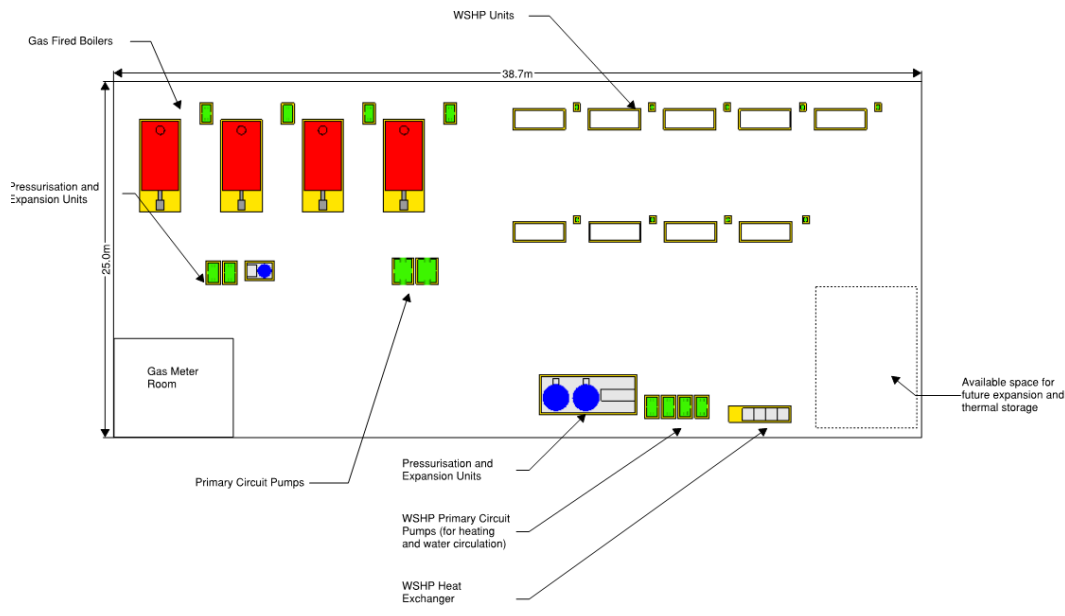 WSHP Units
Gas Fired Boilers
38.7m
Pressurisation and
Expansion Units
25.0m
Gas Meter
Room
Available space for
future expansion and
thermal storage
Pressurisation and
Expansion Units
Primary Circuit Pumps
WSHP Primary Circuit
Pumps (for heating
and water circulation)
WSHP Heat
Exchanger